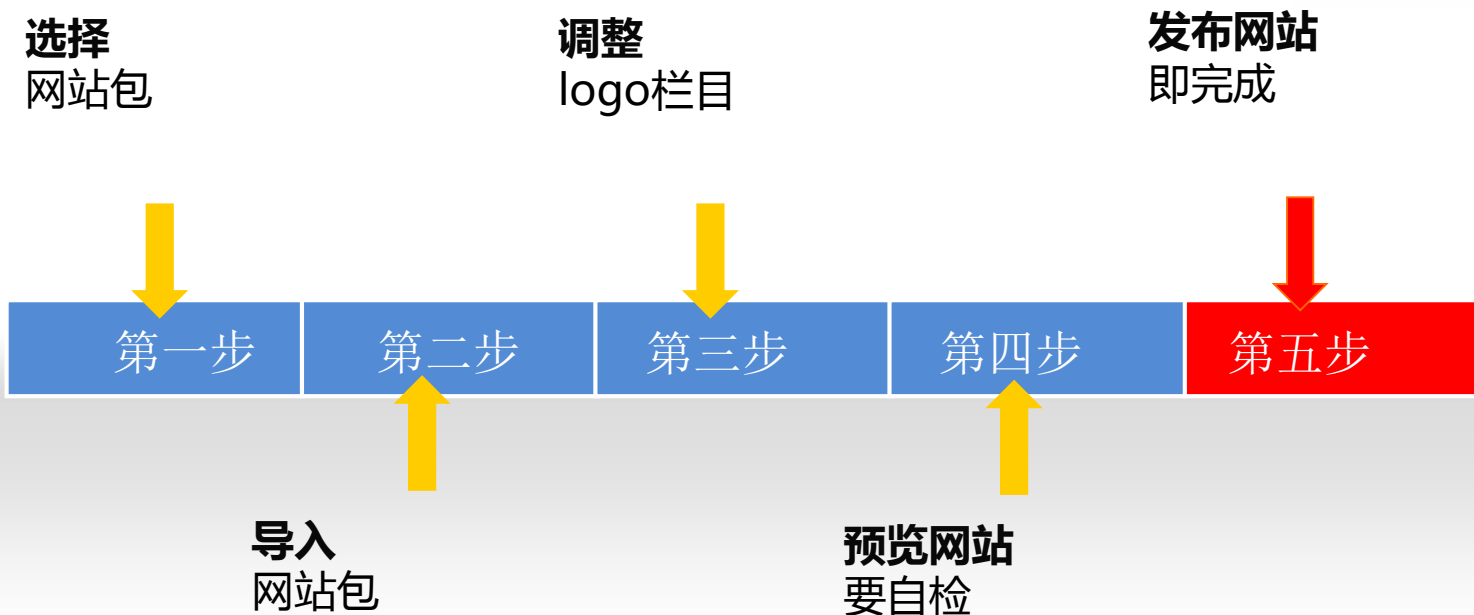 选择
网站包
调整
logo栏目
发布网站
即完成
第一步
第二步
第三步
第四步
第五步
导入
网站包
预览网站
要自检